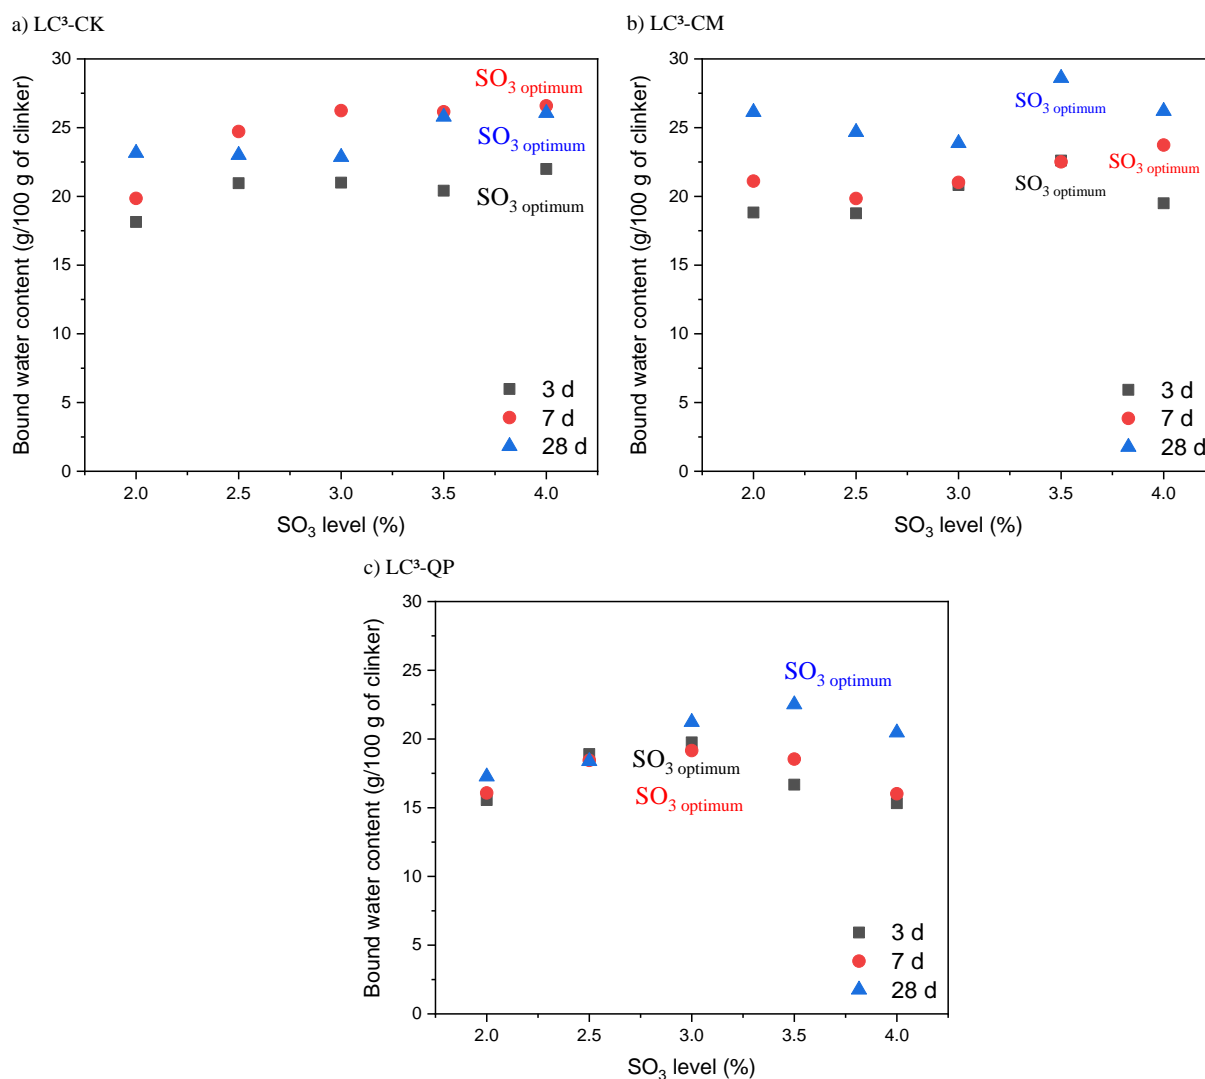 a) LC³-CK
Bound water content (g/100 g of clinker)
30
25
20
15
10
5
0
SO₃ optimum
SO₃ optimum
SO₃ optimum
3 d
7 d
28 d
2.0 2.5 3.0 3.5 4.0
SO₃ level (%)
b) LC³-CM
Bound water content (g/100 g of clinker)
30
25
20
15
10
5
0
SO₃ optimum
SO₃ optimum
SO₃ optimum
3 d
7 d
28 d
2.0 2.5 3.0 3.5 4.0
SO₃ level (%)
c) LC³-QP
Bound water content (g/100 g of clinker)
30
25
20
15
10
5
0
SO₃ optimum
SO₃ optimum
SO₃ optimum
3 d
7 d
28 d
2.0 2.5 3.0 3.5 4.0
SO₃ level (%)